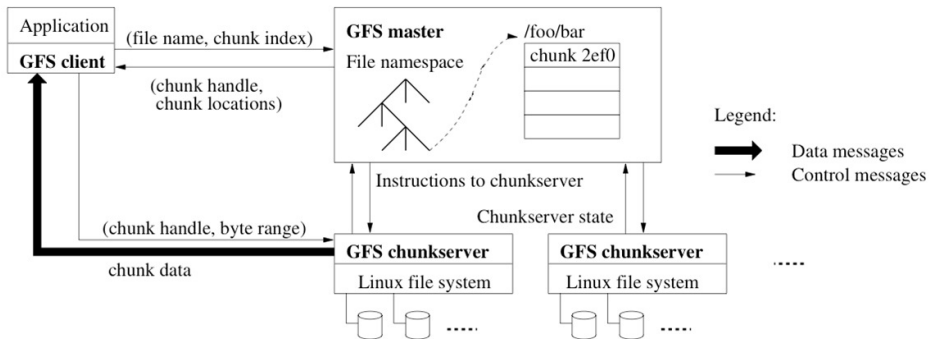 Application
GFS client
(file name, chunk index)
(chunk handle,
chunk locations)
GFS master
File namespace
/foo/bar
chunk 2ef0
Legend:
Data messages
Control messages
Instructions to chunkserver
Chunkserver state
(chunk handle, byte range)
chunk data
GFS chunkserver
Linux file system
GFS chunkserver
Linux file system